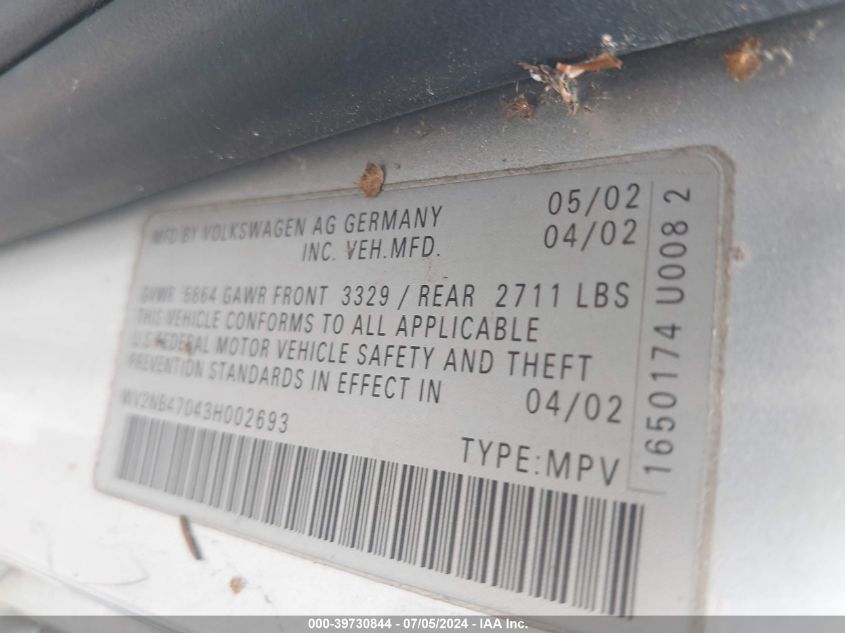 MFD BY VOLKSWAGEN AG GERMANY 05/02
INC. VEH.MFD. 04/02
GVWR 5864 GAWR FRONT 3329 / REAR 2711 LBS
THIS VEHICLE CONFORMS TO ALL APPLICABLE
U.S FEDERAL MOTOR VEHICLE SAFETY AND THEFT
PREVENTION STANDARDS IN EFFECT IN 04/02
WV2NB47043H002693
TYPE:MPV
1650174 U008 2
000-39730844 - 07/05/2024 - IAA Inc.